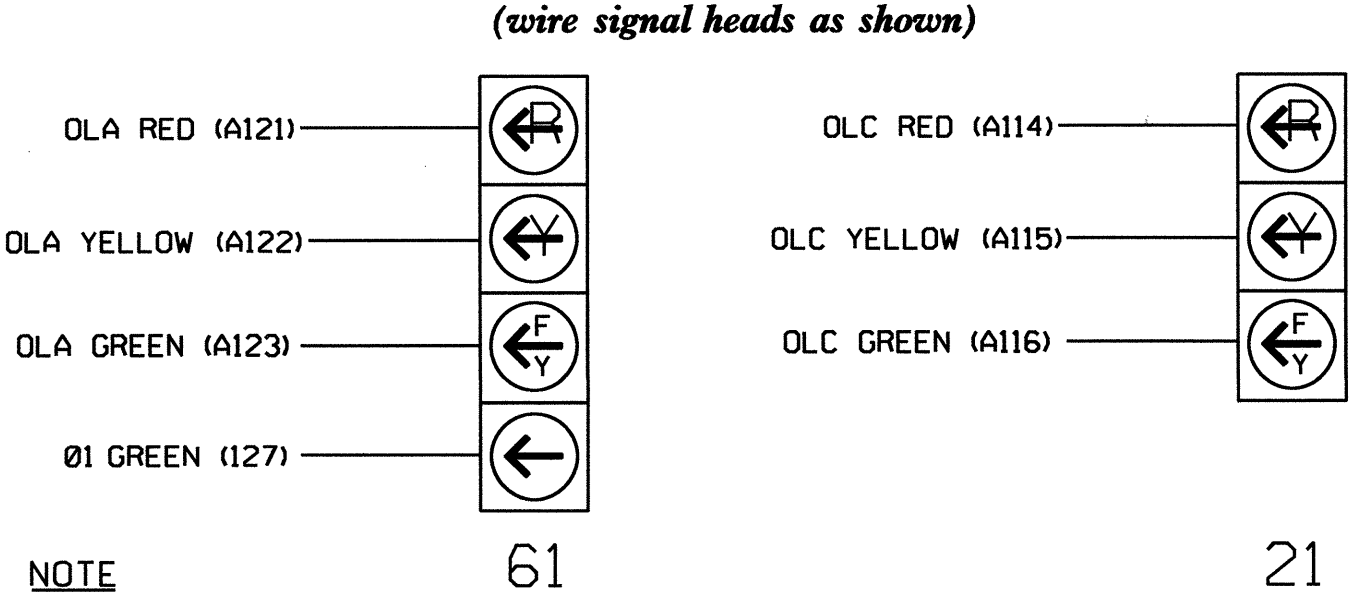 (wire signal heads as shown)
OLA RED (A121)
R
OLA YELLOW (A122)
Y
OLA GREEN (A123)
F
Y
Ø1 GREEN (127)
61
OLC RED (A114)
R
OLC YELLOW (A115)
Y
OLC GREEN (A116)
F
Y
21
NOTE